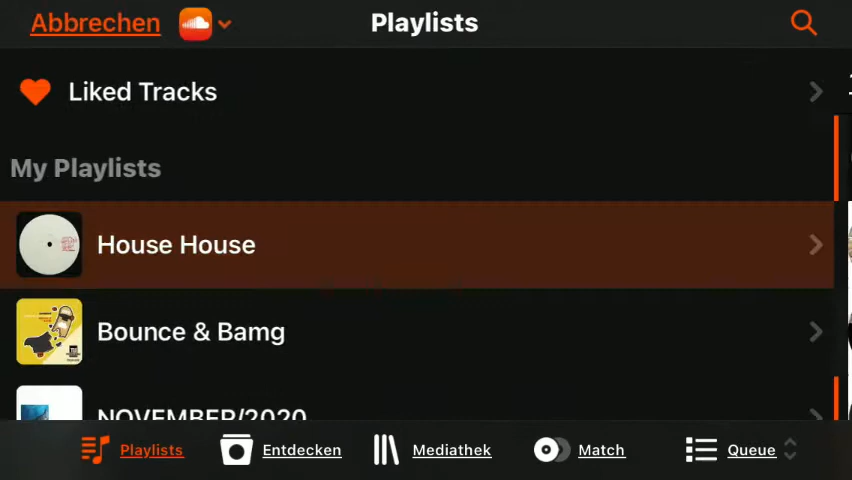 Abbrechen
Playlists
Liked Tracks
My Playlists
House House
Bounce & Bamg
NOVEMBER/2020
Playlists
Entdecken
Mediathek
Match
Queue